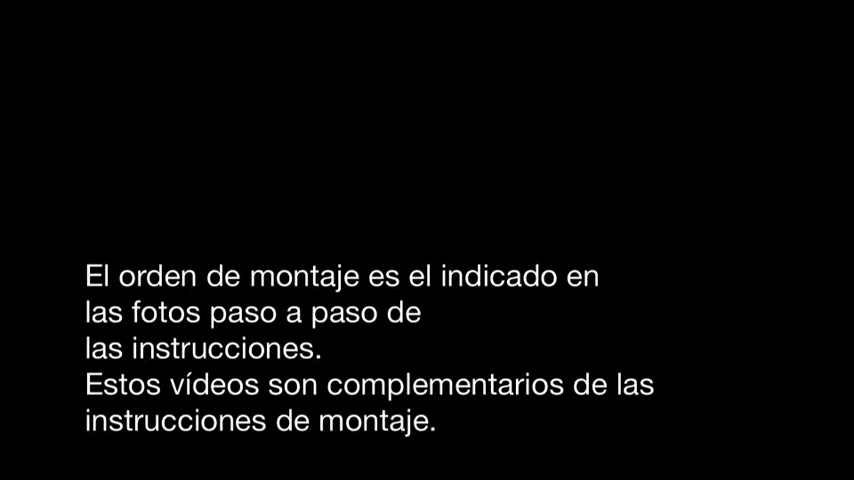 El orden de montaje es el indicado en
las fotos paso a paso de
las instrucciones.
Estos vídeos son complementarios de las
instrucciones de montaje.